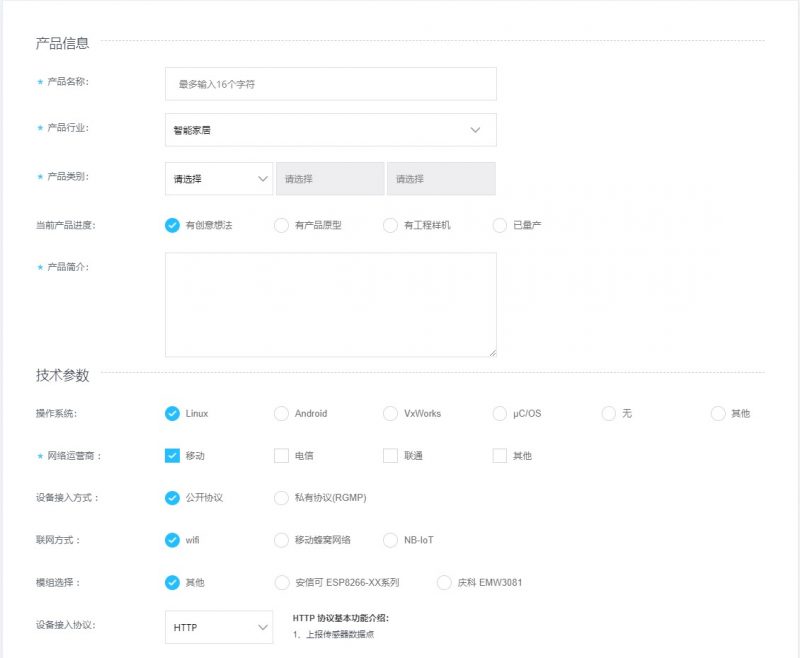 产品信息
* 产品名称: 最多输入16个字符
* 产品行业: 智能家居
* 产品类别: 请选择 请选择 请选择
当前产品进度: 有创意想法 有产品原型 有工程样机 已量产
* 产品简介:
技术参数
操作系统: Linux Android VxWorks μC/OS 无 其他
* 网络运营商: 移动 电信 联通 其他
设备接入方式: 公开协议 私有协议(RGMP)
联网方式: wifi 移动蜂窝网络 NB-IoT
模组选择: 其他 安信可 ESP8266-XX系列 庆科 EMW3081
设备接入协议: HTTP HTTP 协议基本功能介绍:
1、上报传感器数据点